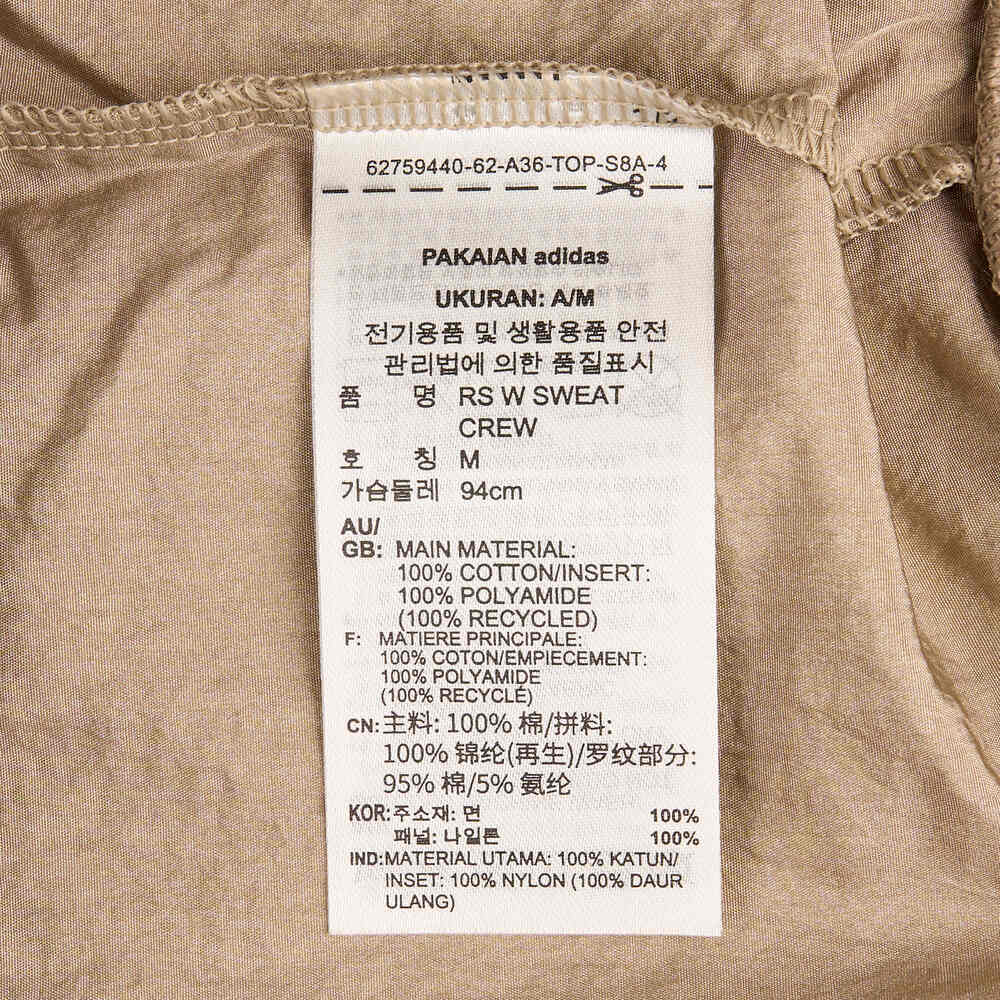 62759440-62-A36-TOP-S8A-4
PAKAIAN adidas
UKURAN: A/M
전기용품 및 생활용품 안전
관리법에 의한 품질표시
품 명 RS W SWEAT
CREW
호 칭 M
가슴둘레 94cm
AU/
GB: MAIN MATERIAL:
100% COTTON/INSERT:
100% POLYAMIDE
(100% RECYCLED)
F: MATIERE PRINCIPALE:
100% COTON/EMPIECEMENT:
100% POLYAMIDE
(100% RECYCLÉ)
CN: 主料: 100% 棉/拼料:
100% 锦纶(再生)/罗纹部分:
95% 棉/5% 氨纶
KOR: 주소재: 면 100%
패널: 나일론 100%
IND: MATERIAL UTAMA: 100% KATUN/
INSET: 100% NYLON (100% DAUR
ULANG)